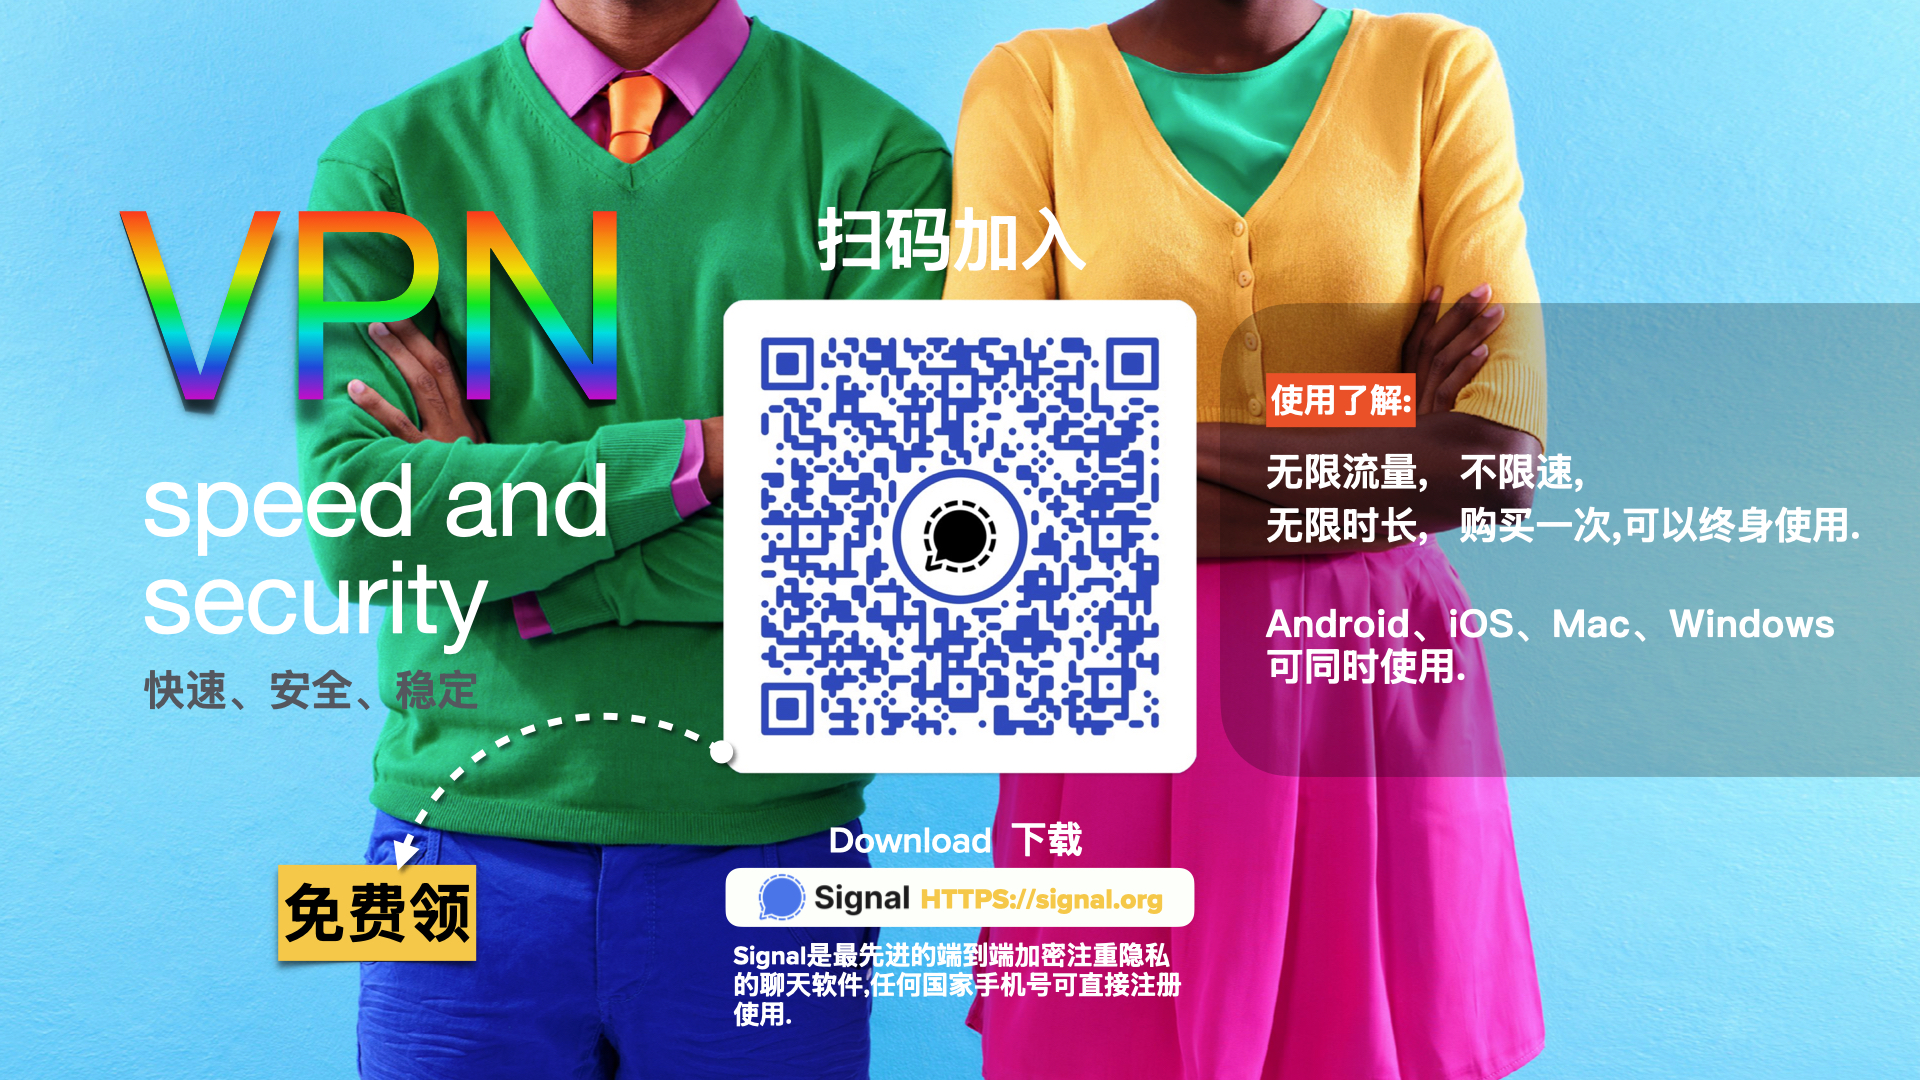 VPN
speed and
security
快速、安全、稳定
免费领
扫码加入
Download 下载
Signal HTTPS://signal.org
Signal是最先进的端到端加密注重隐私
的聊天软件,任何国家手机号可直接注册
使用.
使用了解:
无限流量, 不限速,
无限时长, 购买一次,可以终身使用.
Android、iOS、Mac、Windows
可同时使用.